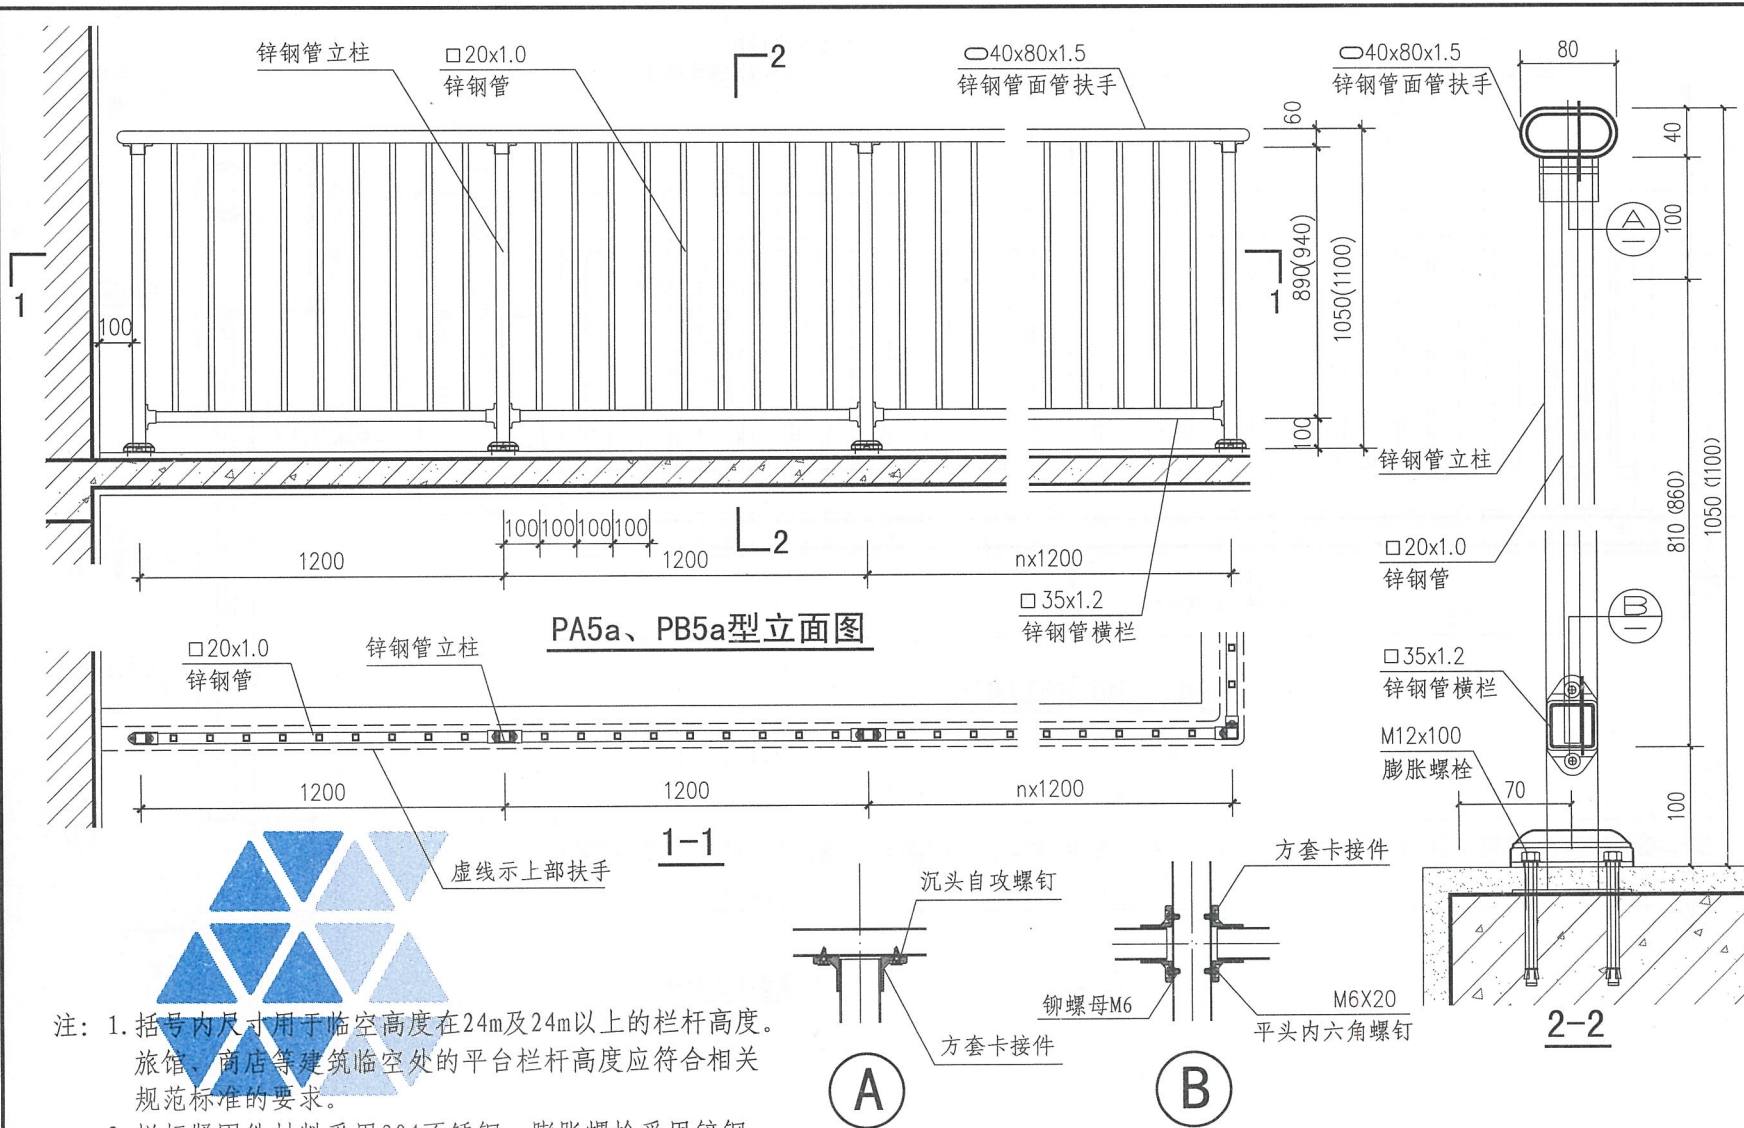 锌钢管立柱
□20x1.0
锌钢管
2
⬭40x80x1.5
锌钢管面管扶手
⬭40x80x1.5
锌钢管面管扶手
80
60
40
100
A
1
1
100
890(940)
1050(1100)
100
锌钢管立柱
810 (860)
1050 (1100)
100 100 100 100
2
1200
1200
nx1200
□20x1.0
锌钢管
□35x1.2
锌钢管横栏
PA5a、PB5a型立面图
B
□20x1.0
锌钢管
锌钢管立柱
□35x1.2
锌钢管横栏
M12x100
膨胀螺栓
70
100
1200
1200
nx1200
1-1
虚线示上部扶手
沉头自攻螺钉
方套卡接件
铆螺母M6
M6X20
平头内六角螺钉
方套卡接件
A
B
2-2
注: 1.括号内尺寸用于临空高度在24m及24m以上的栏杆高度。
旅馆、商店等建筑临空处的平台栏杆高度应符合相关
规范标准的要求。